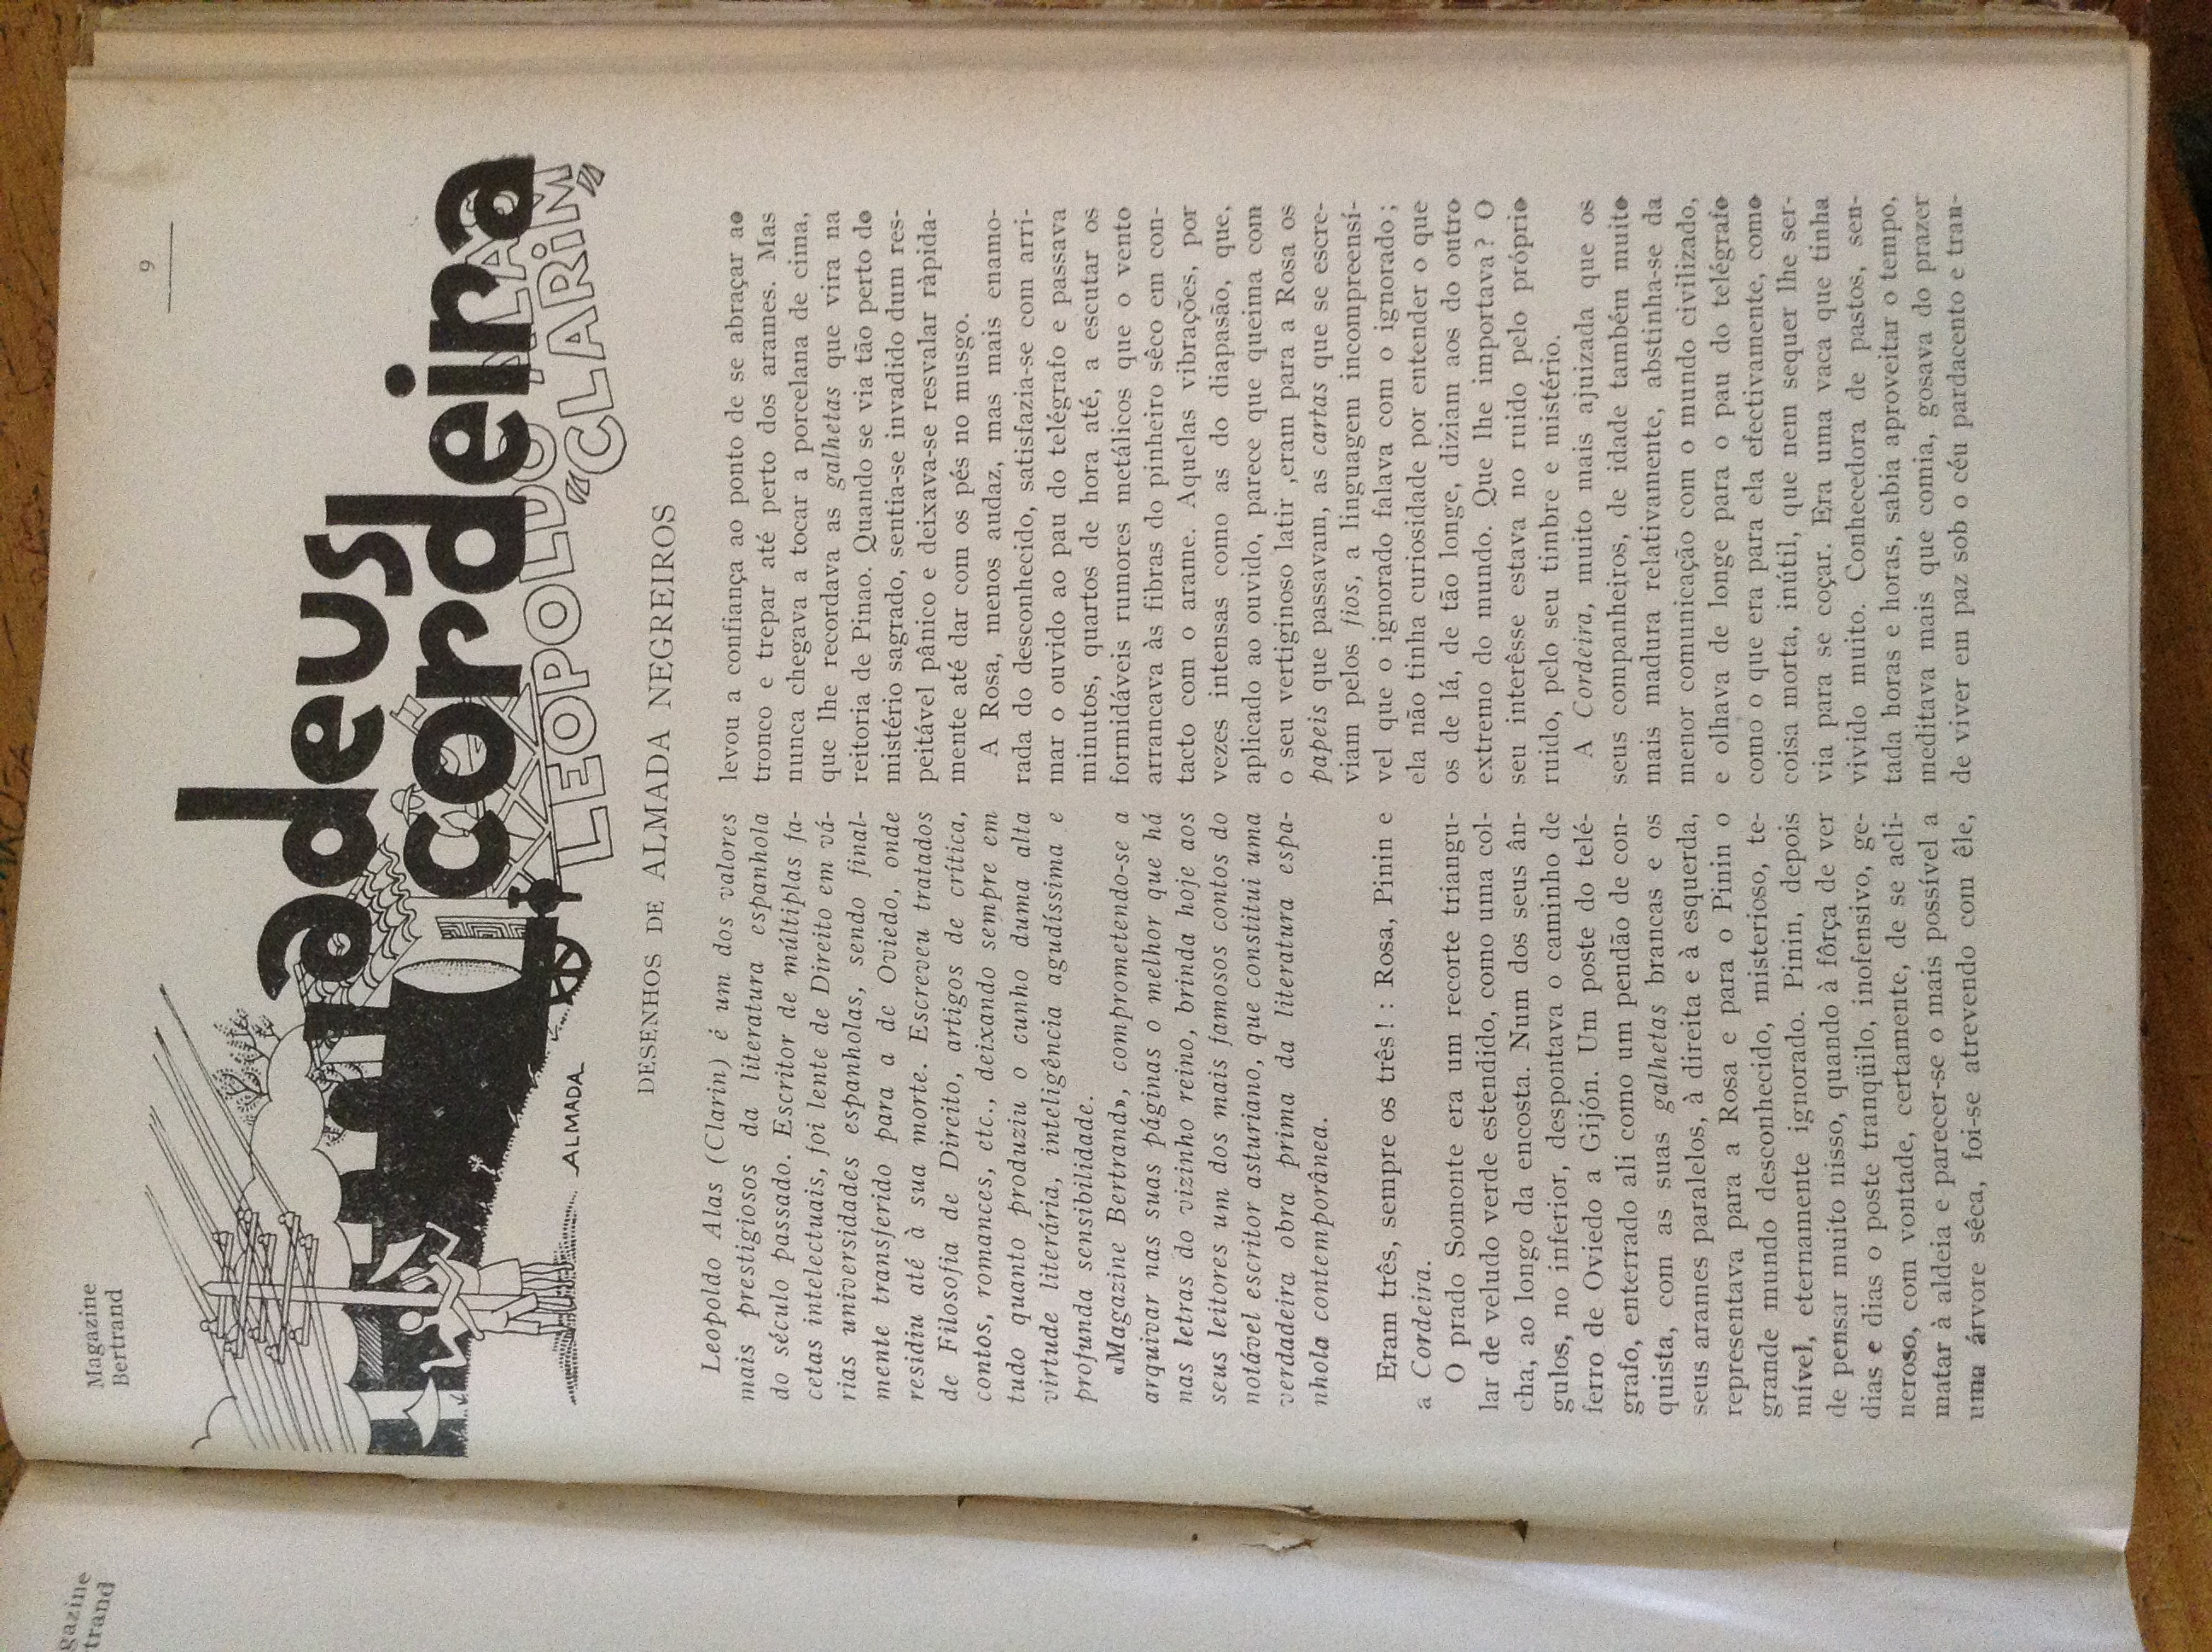 Magazine
Bertrand
9
adeus
cordeira
LEOPOLDO ALAS
"CLARIM"
ALMADA
DESENHOS DE ALMADA NEGREIROS
Leopoldo Alas (Clarin) é um dos valores
mais prestigiosos da literatura espanhola
do século passado. Escritor de múltiplas fa-
cetas intelectuais, foi lente de Direito em vá-
rias universidades espanholas, sendo final-
mente transferido para a de Oviedo, onde
residiu até à sua morte. Escreveu tratados
de Filosofia de Direito, artigos de crítica,
contos, romances, etc., deixando sempre em
tudo quanto produziu o cunho duma alta
virtude literária, inteligência agudíssima e
profunda sensibilidade.
«Magazine Bertrand», comprometendo-se a
arquivar nas suas páginas o melhor que há
nas letras do vizinho reino, brinda hoje aos
seus leitores um dos mais famosos contos do
notável escritor asturiano, que constitui uma
verdadeira obra prima da literatura espa-
nhola contemporânea.
Eram três, sempre os três! : Rosa, Pinin e
a Cordeira.
O prado Somonte era um recorte triangu-
lar de veludo verde estendido, como uma col-
cha, ao longo da encosta. Num dos seus ân-
gulos, no inferior, despontava o caminho de
ferro de Oviedo a Gijón. Um poste do telé-
grafo, enterrado ali como um pendão de con-
quista, com as suas galhetas brancas e os
seus arames paralelos, à direita e à esquerda,
representava para a Rosa e para o Pinin o
grande mundo desconhecido, misterioso, te-
mível, eternamente ignorado. Pinin, depois
de pensar muito nisso, quando à fôrça de ver
dias e dias o poste tranqüilo, inofensivo, ge-
neroso, com vontade, certamente, de se acli-
matar à aldeia e parecer-se o mais possível a
uma árvore sêca, foi-se atrevendo com êle,
levou a confiança ao ponto de se abraçar ao
tronco e trepar até perto dos arames. Mas
nunca chegava a tocar a porcelana de cima,
que lhe recordava as galhetas que vira na
reitoria de Pinao. Quando se via tão perto do
mistério sagrado, sentia-se invadido dum res-
peitável pânico e deixava-se resvalar ràpida-
mente até dar com os pés no musgo.
A Rosa, menos audaz, mas mais enamo-
rada do desconhecido, satisfazia-se com arri-
mar o ouvido ao pau do telégrafo e passava
minutos, quartos de hora até, a escutar os
formidáveis rumores metálicos que o vento
arrancava às fibras do pinheiro sêco em con-
tacto com o arame. Aquelas vibrações, por
vezes intensas como as do diapasão, que,
aplicado ao ouvido, parece que queima com
o seu vertiginoso latir ,eram para a Rosa os
papeis que passavam, as cartas que se escre-
viam pelos fios, a linguagem incompreensí-
vel que o ignorado falava com o ignorado ;
ela não tinha curiosidade por entender o que
os de lá, de tão longe, diziam aos do outro
extremo do mundo. Que lhe importava ? O
seu interêsse estava no ruido pelo próprio
ruido, pelo seu timbre e mistério.
A Cordeira, muito mais ajuizada que os
seus companheiros, de idade também muito
mais madura relativamente, abstinha-se da
menor comunicação com o mundo civilizado,
e olhava de longe para o pau do telégrafo
como o que era para ela efectivamente, como
coisa morta, inútil, que nem sequer lhe ser-
via para se coçar. Era uma vaca que tinha
vivido muito. Conhecedora de pastos, sen-
tada horas e horas, sabia aproveitar o tempo,
meditava mais que comia, gosava do prazer
de viver em paz sob o céu pardacento e tran-
gazine
trand